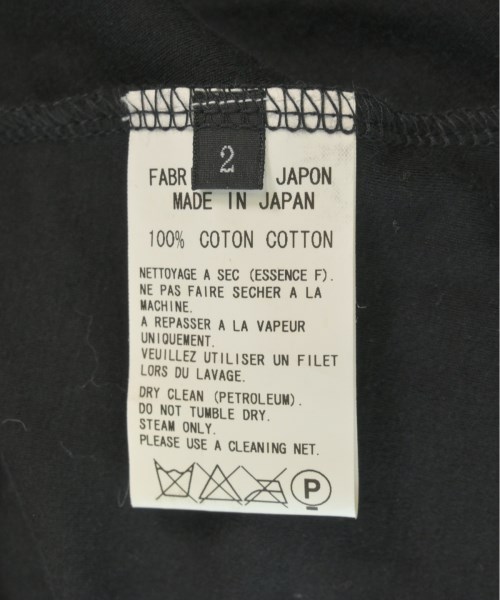 2
FABRI JAPON
MADE IN JAPAN
100% COTON COTTON
NETTOYAGE A SEC (ESSENCE F).
NE PAS FAIRE SECHER A LA
MACHINE.
A REPASSER A LA VAPEUR
UNIQUEMENT.
VEUILLEZ UTILISER UN FILET
LORS DU LAVAGE.
DRY CLEAN (PETROLEUM).
DO NOT TUMBLE DRY.
STEAM ONLY.
PLEASE USE A CLEANING NET.
P